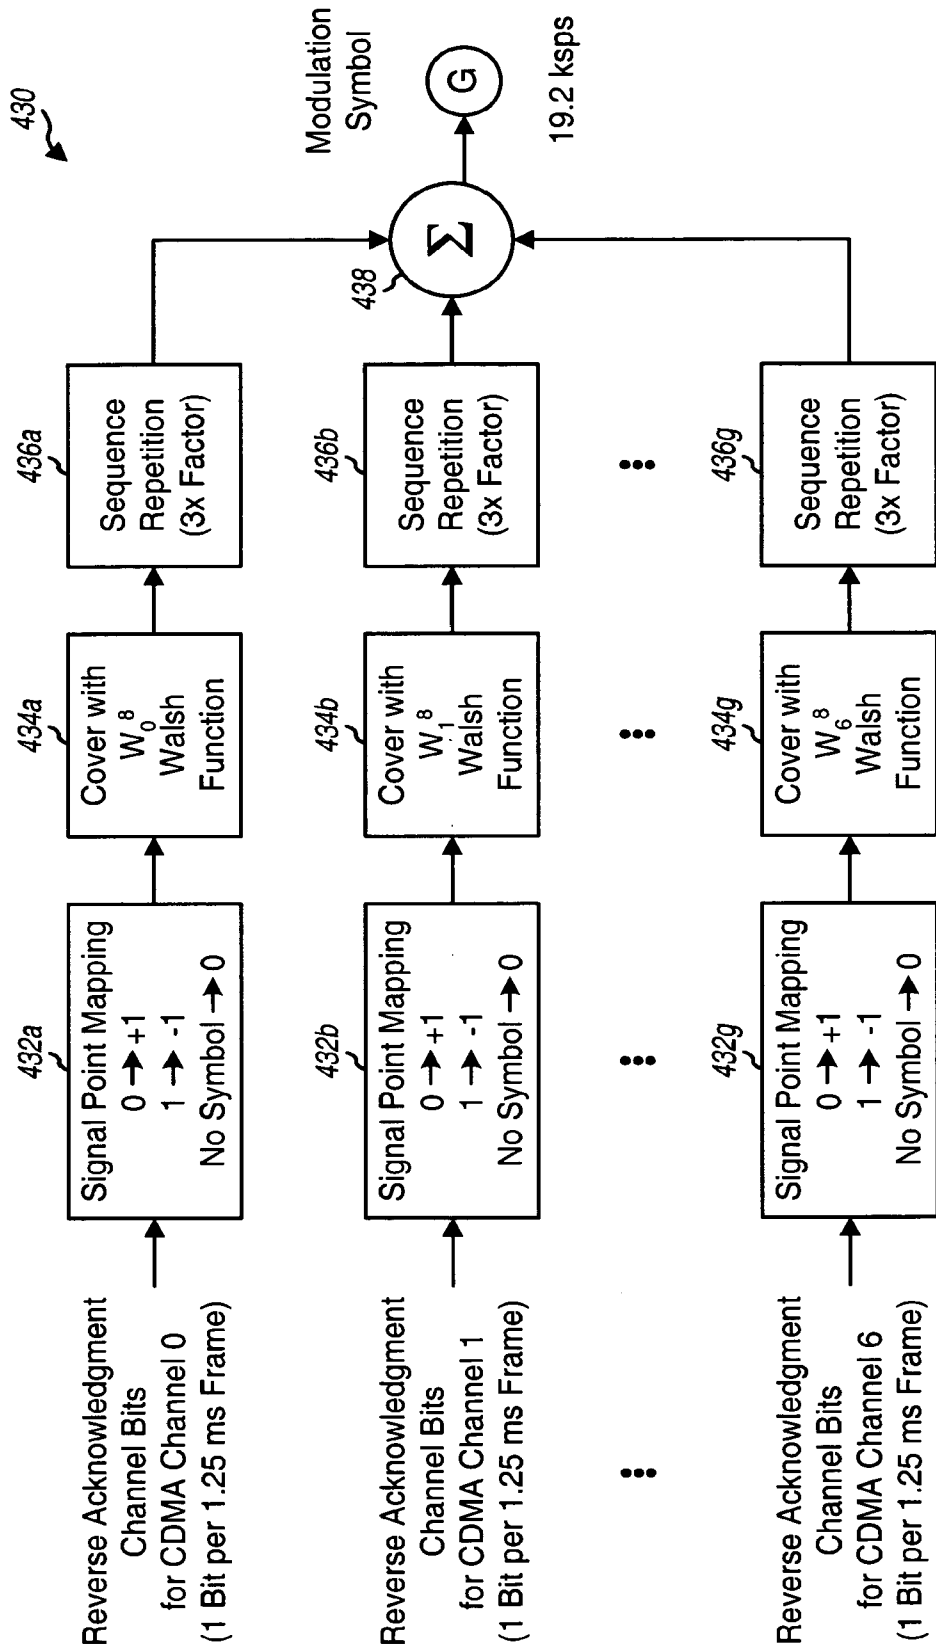 430
Reverse Acknowledgment
Channel Bits
for CDMA Channel 0
(1 Bit per 1.25 ms Frame)
432a
Signal Point Mapping
0 → +1
1 → -1
No Symbol → 0
434a
Cover with
W₀⁸
Walsh
Function
436a
Sequence
Repetition
(3x Factor)
Reverse Acknowledgment
Channel Bits
for CDMA Channel 1
(1 Bit per 1.25 ms Frame)
432b
Signal Point Mapping
0 → +1
1 → -1
No Symbol → 0
434b
Cover with
W₁⁸
Walsh
Function
436b
Sequence
Repetition
(3x Factor)
438
Σ
Modulation
Symbol
G
19.2 ksps
Reverse Acknowledgment
Channel Bits
for CDMA Channel 6
(1 Bit per 1.25 ms Frame)
432g
Signal Point Mapping
0 → +1
1 → -1
No Symbol → 0
434g
Cover with
W₆⁸
Walsh
Function
436g
Sequence
Repetition
(3x Factor)